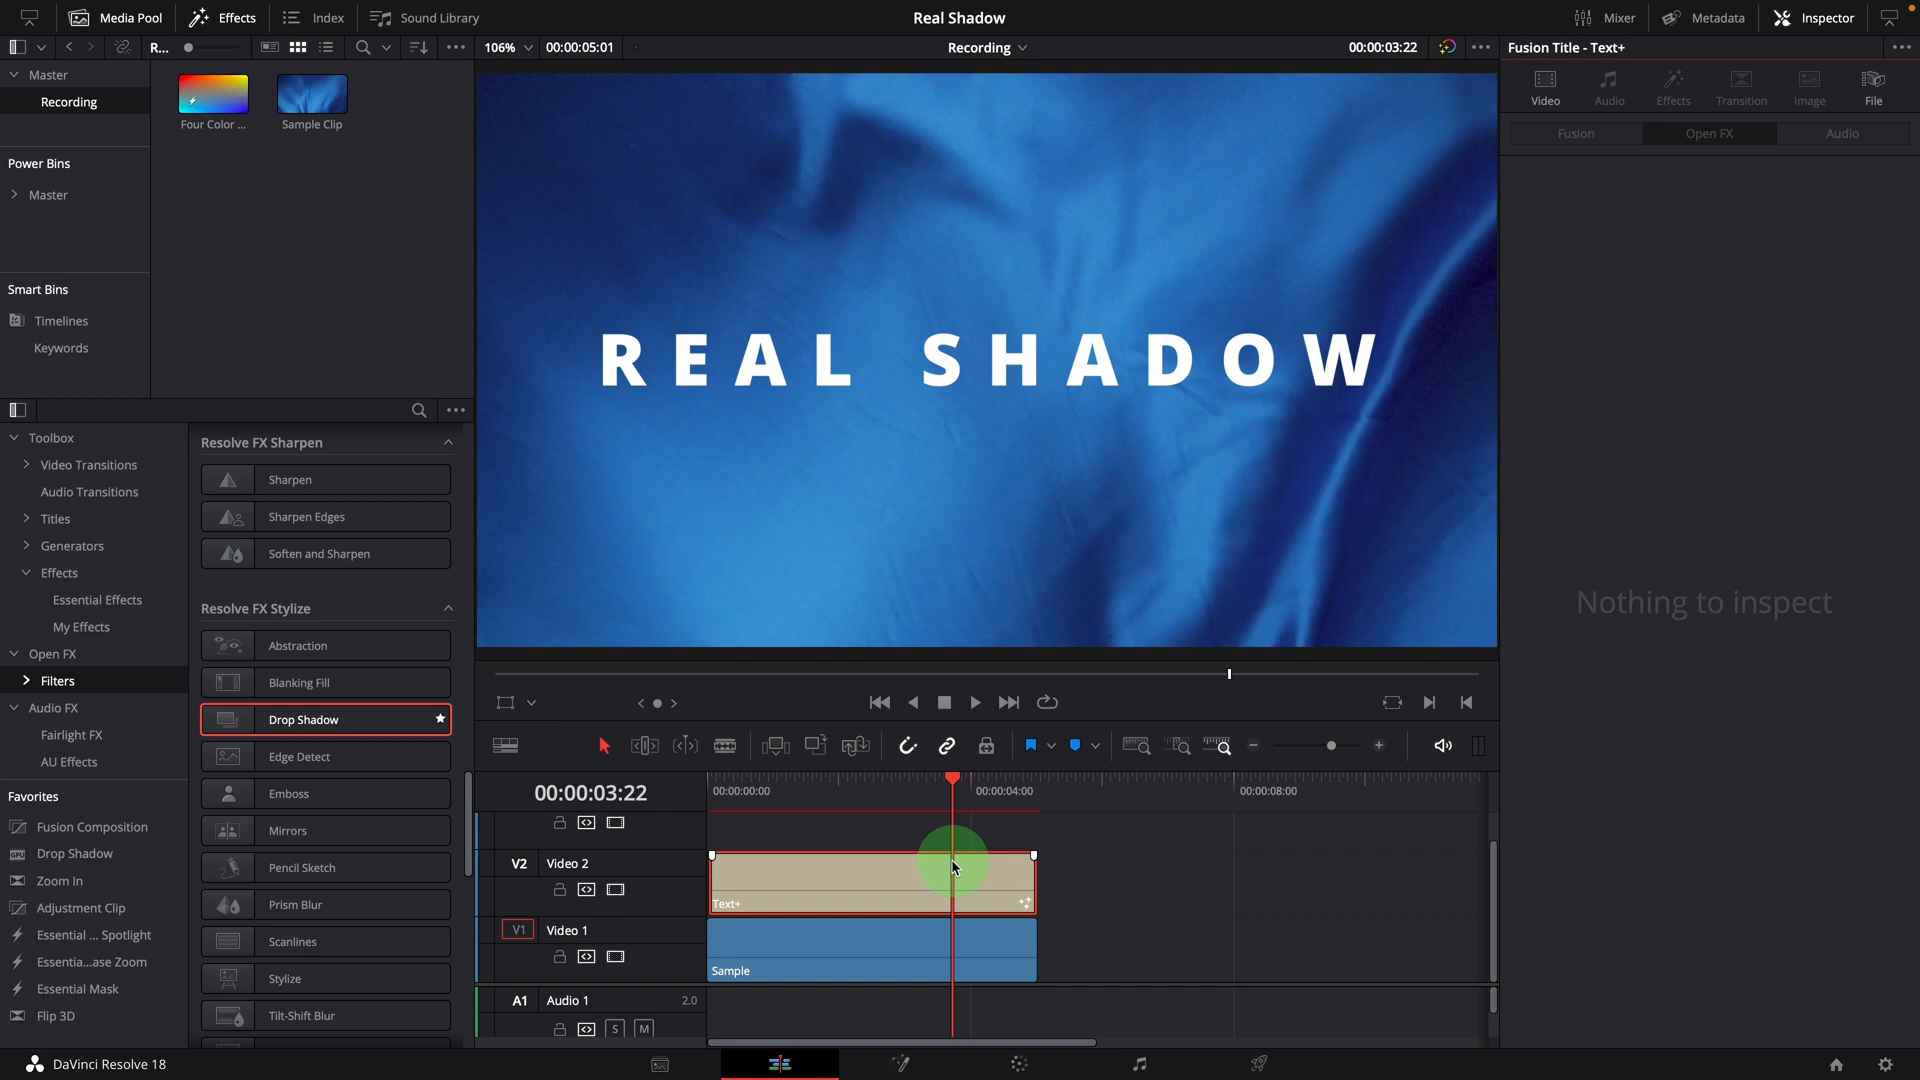 Media Pool
Effects
Index
Sound Library
Real Shadow
Mixer
Metadata
Inspector
R...
106%
00:00:05:01
Recording
00:00:03:22
Fusion Title - Text+
Master
Recording
Four Color ...
Sample Clip
Video
Audio
Effects
Transition
Image
File
Fusion
Open FX
Audio
Power Bins
Master
Smart Bins
Timelines
Keywords
REAL SHADOW
Nothing to inspect
Toolbox
Video Transitions
Audio Transitions
Titles
Generators
Effects
Essential Effects
My Effects
Open FX
Filters
Audio FX
Fairlight FX
AU Effects
Favorites
Fusion Composition
Drop Shadow
Zoom In
Adjustment Clip
Essential ... Spotlight
Essentia...ase Zoom
Essential Mask
Flip 3D
Resolve FX Sharpen
Sharpen
Sharpen Edges
Soften and Sharpen
Resolve FX Stylize
Abstraction
Blanking Fill
Drop Shadow
Edge Detect
Emboss
Mirrors
Pencil Sketch
Prism Blur
Scanlines
Stylize
Tilt-Shift Blur
00:00:03:22
00:00:00:00
00:00:04:00
00:00:08:00
V2 Video 2
Text+
V1 Video 1
Sample
A1 Audio 1 2.0
S M
DaVinci Resolve 18